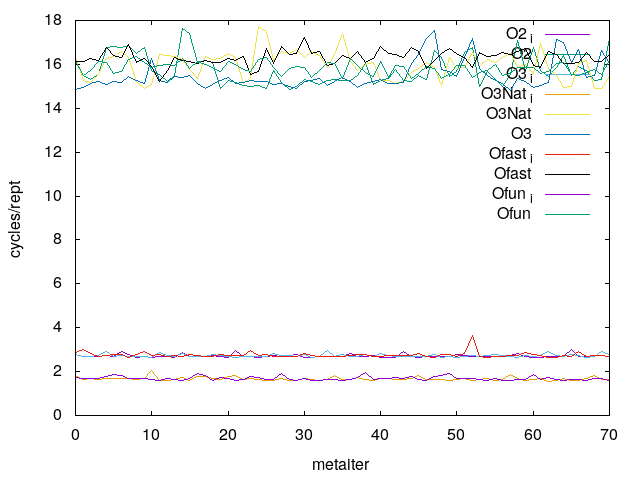 18
16
14
12
10
8
6
4
2
0
cycles/rept
0 10 20 30 40 50 60 70
metaIter
O2 i
O2
O3 i
O3Nat i
O3Nat
O3
Ofast i
Ofast
Ofun i
Ofun